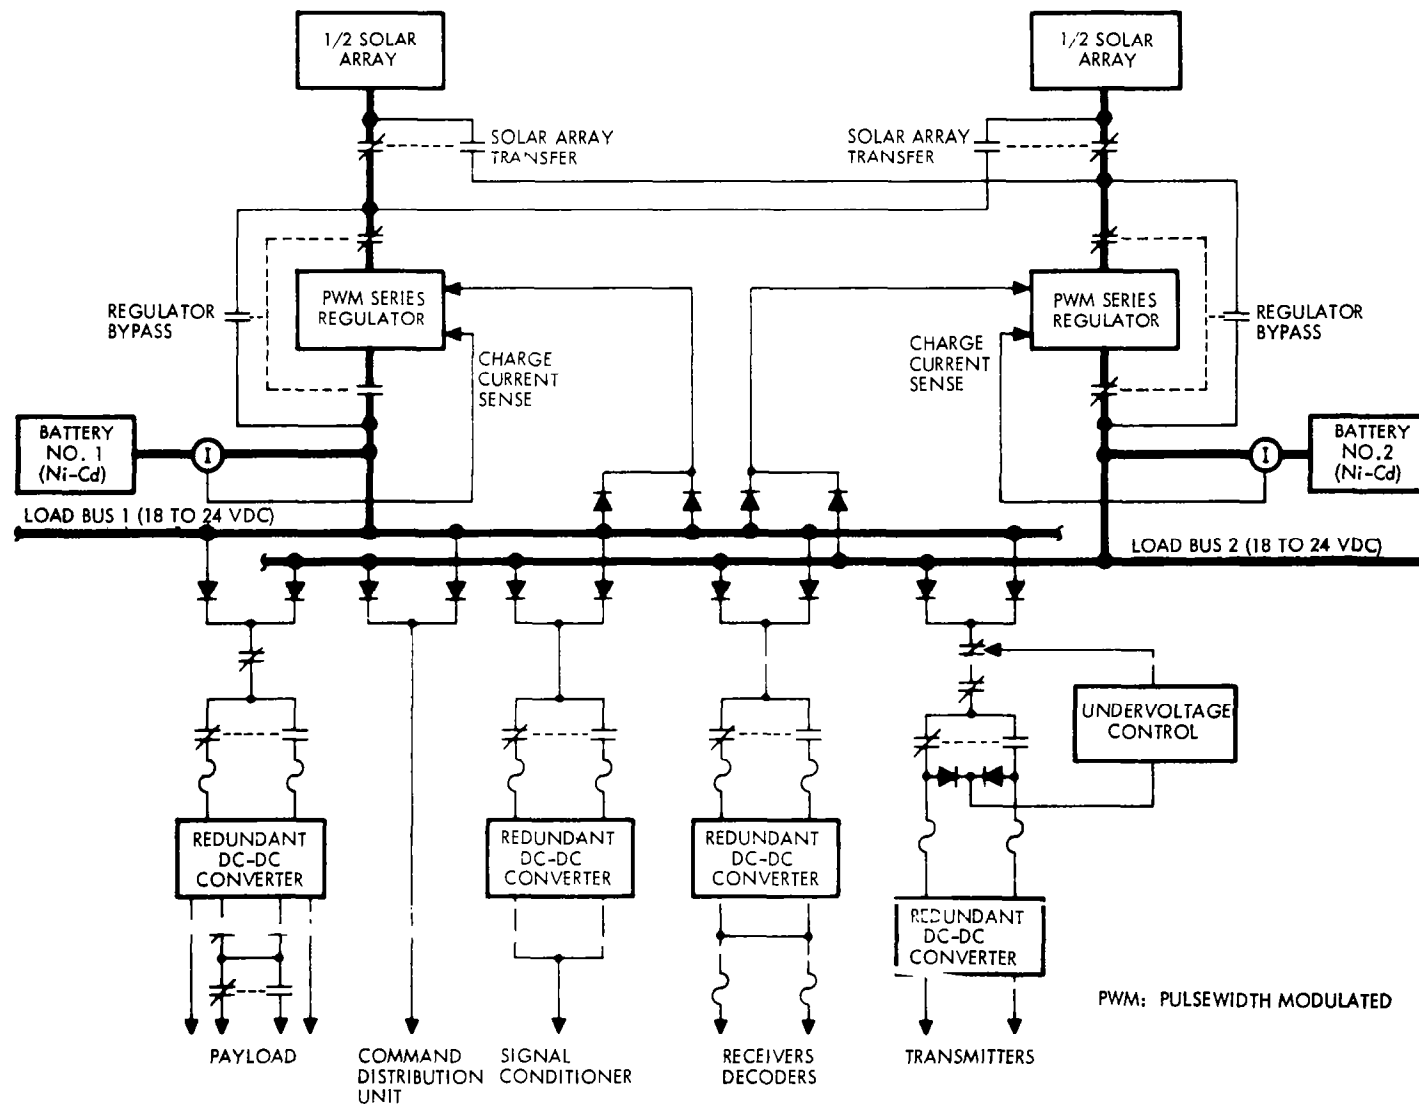 1/2 SOLAR
ARRAY
1/2 SOLAR
ARRAY
SOLAR ARRAY
TRANSFER
SOLAR ARRAY
TRANSFER
REGULATOR
BYPASS
PWM SERIES
REGULATOR
PWM SERIES
REGULATOR
REGULATOR
BYPASS
CHARGE
CURRENT
SENSE
CHARGE
CURRENT
SENSE
BATTERY
NO. 1
(Ni-Cd)
I
I
BATTERY
NO.2
(Ni-Cd)
LOAD BUS 1 (18 TO 24 VDC)
LOAD BUS 2 (18 TO 24 VDC)
UNDERVOLTAGE
CONTROL
REDUNDANT
DC-DC
CONVERTER
REDUNDANT
DC-DC
CONVERTER
REDUNDANT
DC-DC
CONVERTER
REDUNDANT
DC-DC
CONVERTER
PWM: PULSEWIDTH MODULATED
PAYLOAD
COMMAND
DISTRIBUTION
UNIT
SIGNAL
CONDITIONER
RECEIVERS
DECODERS
TRANSMITTERS